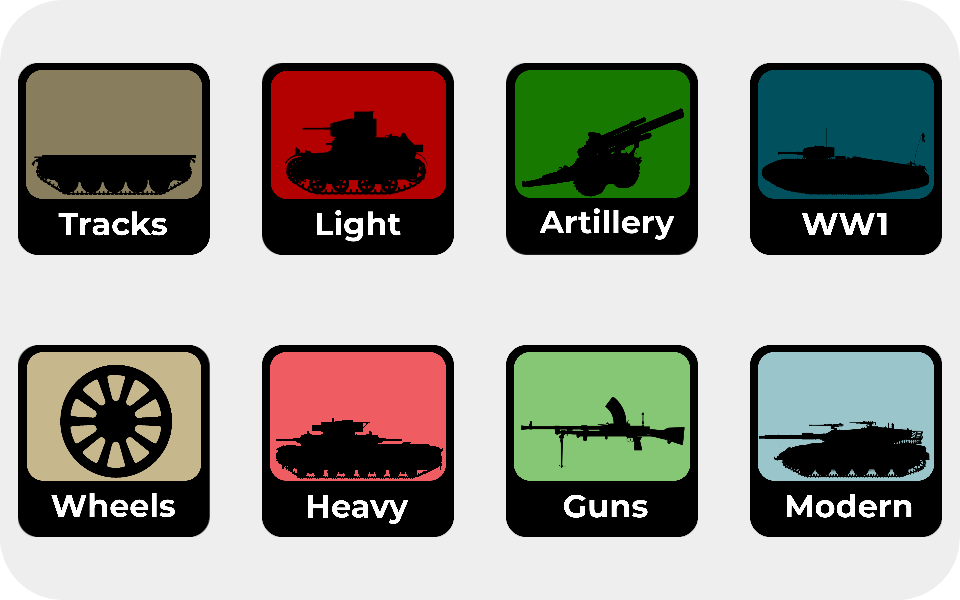 Tracks
Light
Artillery
WW1
Wheels
Heavy
Guns
Modern